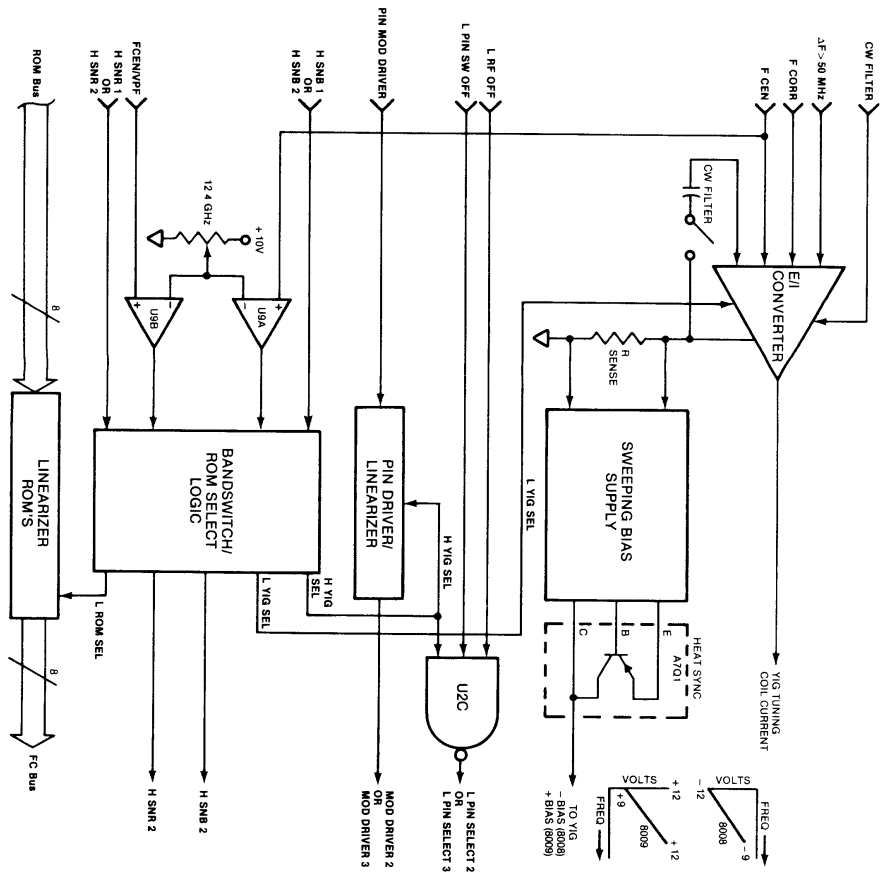 CW FILTER
ΔF > 50 MHz
F CORR
F CEN
L RF OFF
L PIN SW OFF
PIN MOD DRIVER
H SNB 1
OR
H SNB 2
FCEN/VPF
H SNR 1
OR
H SNR 2
ROM Bus
CW FILTER
E/I
CONVERTER
YIG TUNING
COIL CURRENT
R
SENSE
SWEEPING BIAS
SUPPLY
L YIG SEL
HEAT SYNC
A7Q1
E
B
C
TO YIG
– BIAS (8008)
+ BIAS (8009)
VOLTS
FREQ
– 12
– 9
8008
VOLTS
FREQ
+ 12
+ 9
+ 12
8009
+ 10V
12 4 GHz
–
+
U9A
–
+
U9B
PIN DRIVER/
LINEARIZER
H YIG SEL
U2C
L PIN SELECT 2
OR
L PIN SELECT 3
MOD DRIVER 2
OR
MOD DRIVER 3
BANDSWITCH/
ROM SELECT
LOGIC
H YIG
SEL
L YIG SEL
H SNB 2
H SNR 2
L ROM SEL
8
LINEARIZER
ROM'S
8
FC Bus